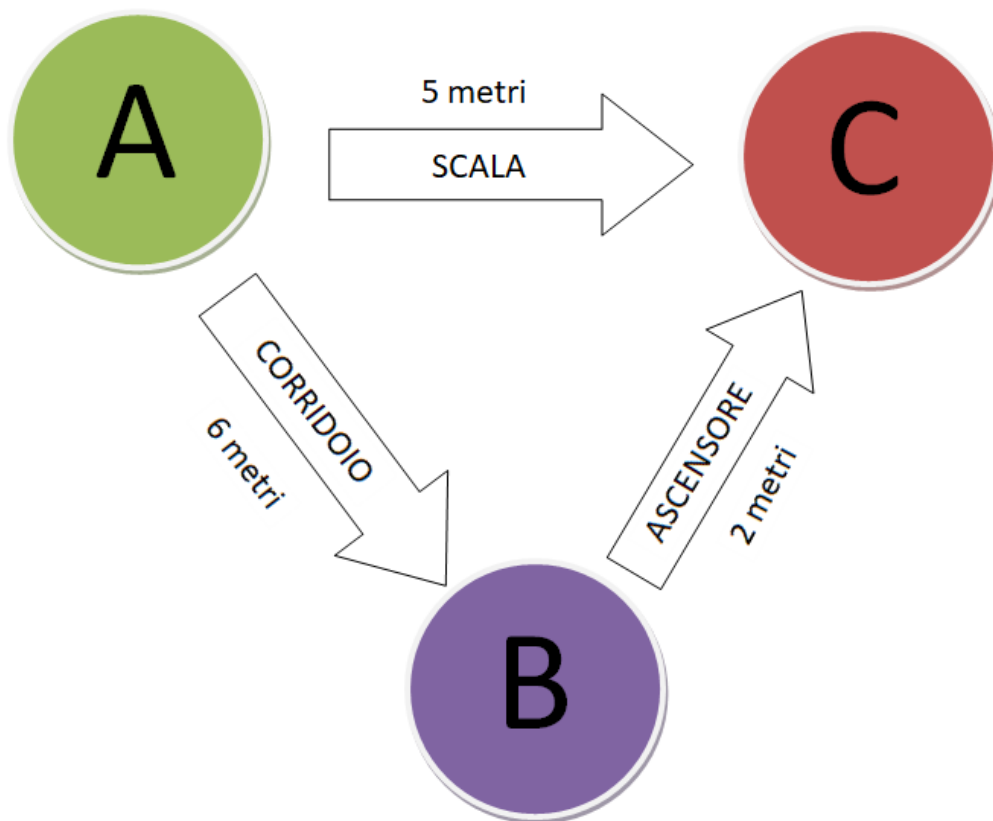 A
5 metri
SCALA
C
CORRIDOIO
6 metri
ASCENSORE
2 metri
B